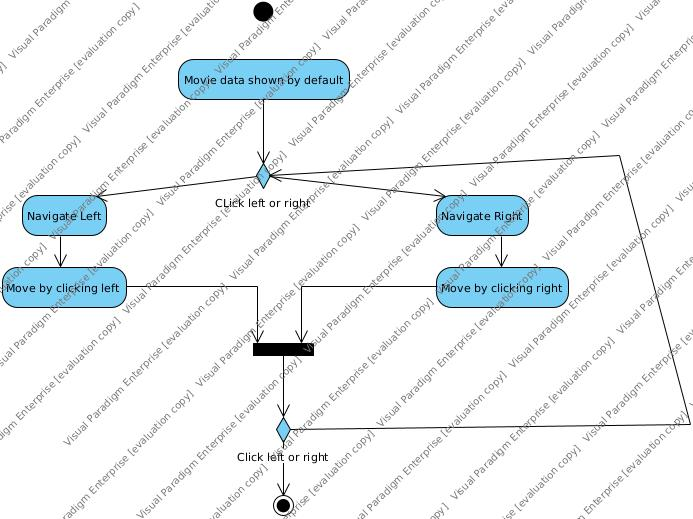 Movie data shown by default
CLick left or right
Navigate Left
Navigate Right
Move by clicking left
Move by clicking right
Click left or right
Visual Paradigm Enterprise [evaluation copy]